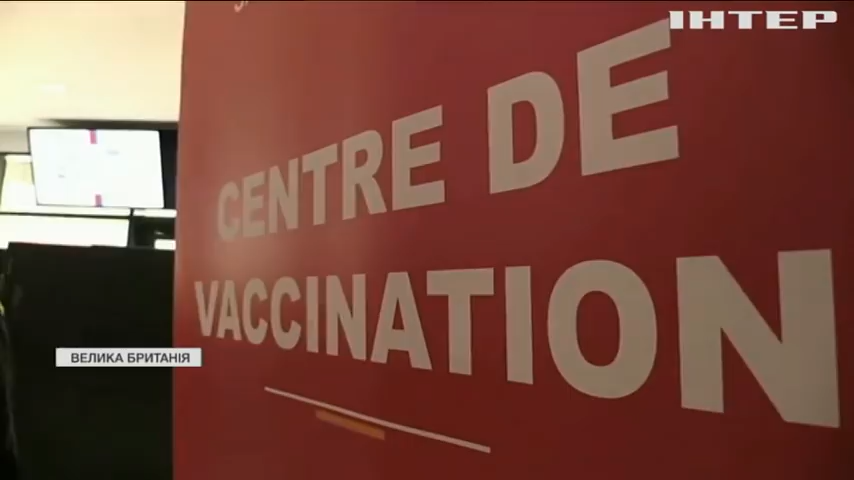 ІНТЕР
CENTRE DE
VACCINATION
ВЕЛИКА БРИТАНІЯ